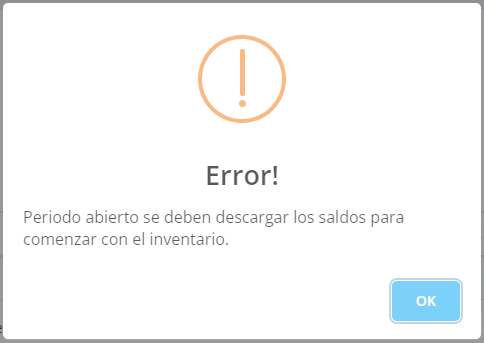 Error!
Periodo abierto se deben descargar los saldos para
comenzar con el inventario.
OK